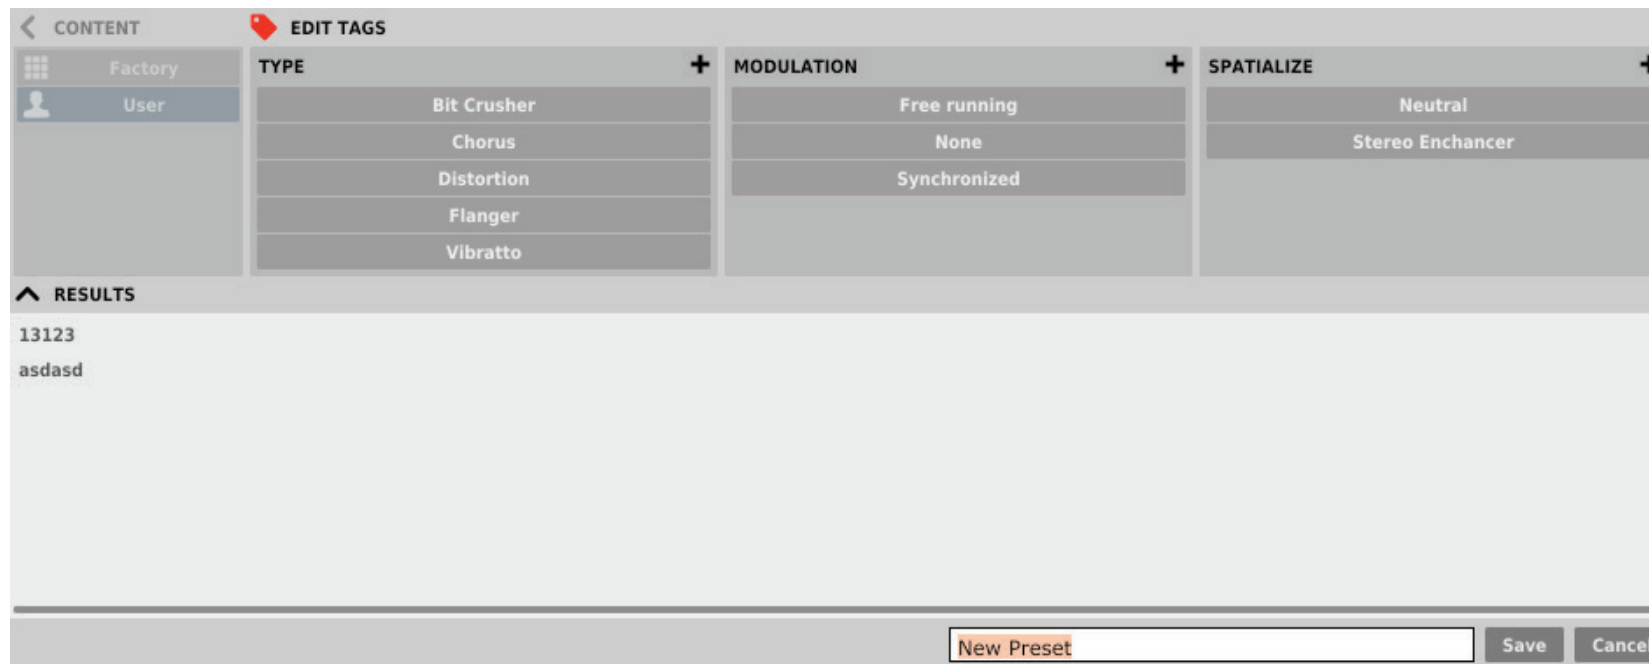 CONTENT
EDIT TAGS
Factory
User
TYPE
Bit Crusher
Chorus
Distortion
Flanger
Vibratto
MODULATION
Free running
None
Synchronized
SPATIALIZE
Neutral
Stereo Enchancer
RESULTS
13123
asdasd
New Preset
Save
Cancel